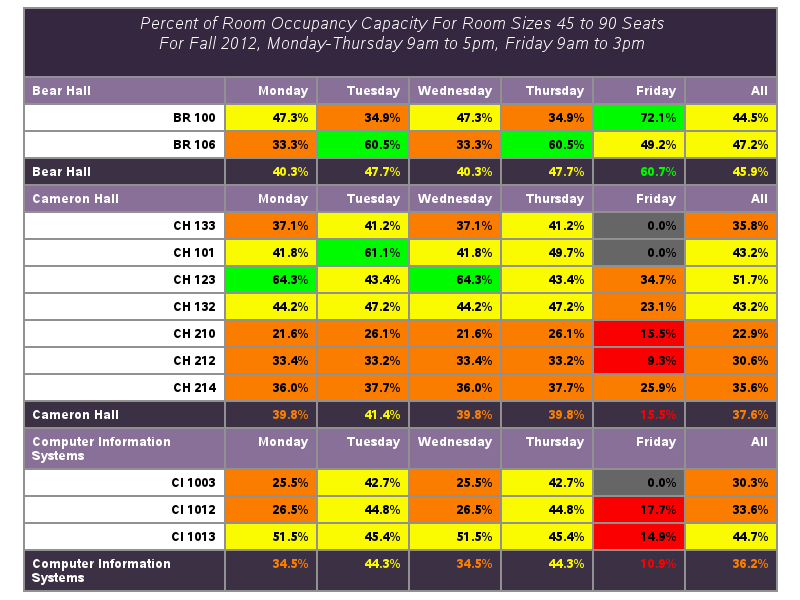 Percent of Room Occupancy Capacity For Room Sizes 45 to 90 Seats
For Fall 2012, Monday-Thursday 9am to 5pm, Friday 9am to 3pm
Bear Hall Monday Tuesday Wednesday Thursday Friday All
BR 100 47.3% 34.9% 47.3% 34.9% 72.1% 44.5%
BR 106 33.3% 60.5% 33.3% 60.5% 49.2% 47.2%
Bear Hall 40.3% 47.7% 40.3% 47.7% 60.7% 45.9%
Cameron Hall Monday Tuesday Wednesday Thursday Friday All
CH 133 37.1% 41.2% 37.1% 41.2% 0.0% 35.8%
CH 101 41.8% 61.1% 41.8% 49.7% 0.0% 43.2%
CH 123 64.3% 43.4% 64.3% 43.4% 34.7% 51.7%
CH 132 44.2% 47.2% 44.2% 47.2% 23.1% 43.2%
CH 210 21.6% 26.1% 21.6% 26.1% 15.5% 22.9%
CH 212 33.4% 33.2% 33.4% 33.2% 9.3% 30.6%
CH 214 36.0% 37.7% 36.0% 37.7% 25.9% 35.6%
Cameron Hall 39.8% 41.4% 39.8% 39.8% 15.5% 37.6%
Computer Information Monday Tuesday Wednesday Thursday Friday All
Systems
CI 1003 25.5% 42.7% 25.5% 42.7% 0.0% 30.3%
CI 1012 26.5% 44.8% 26.5% 44.8% 17.7% 33.6%
CI 1013 51.5% 45.4% 51.5% 45.4% 14.9% 44.7%
Computer Information 34.5% 44.3% 34.5% 44.3% 10.9% 36.2%
Systems